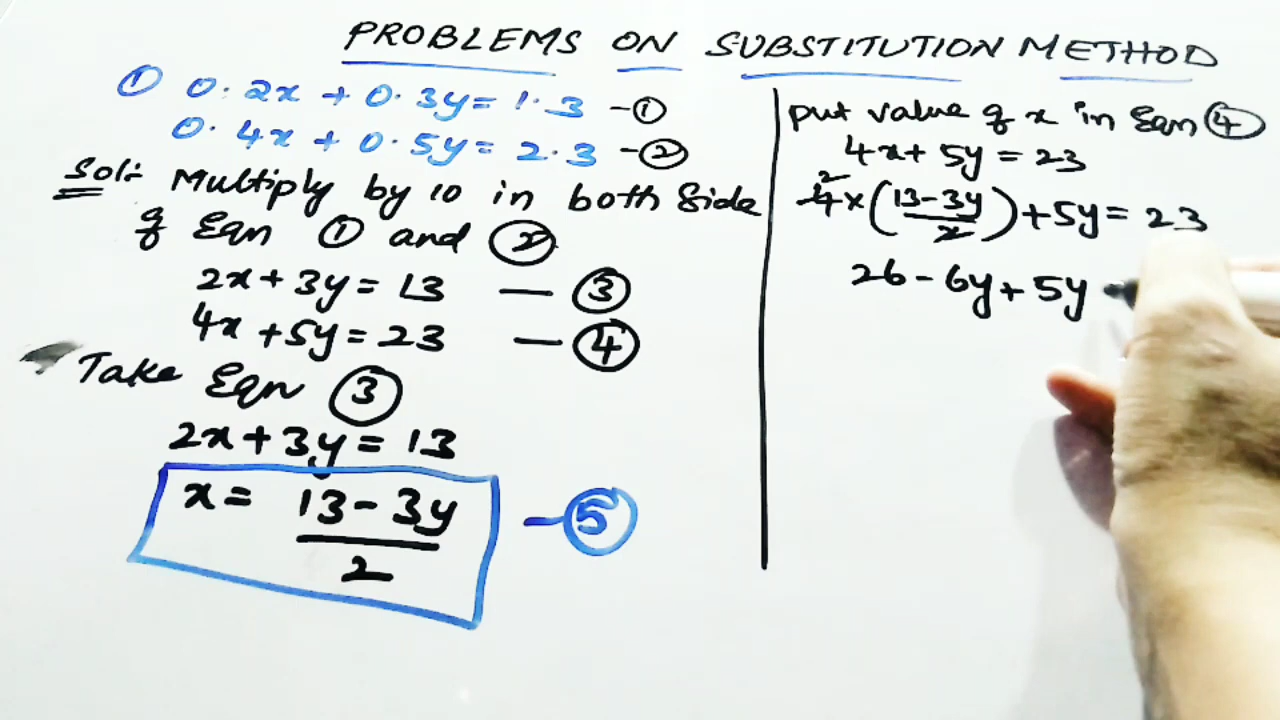 PROBLEMS ON SUBSTITUTION METHOD
① 0.2x + 0.3y = 1.3 -①
0.4x + 0.5y = 2.3 -②
Sol:- Multiply by 10 in both Side
of Eqn ① and ②
2x + 3y = 13 — ③
4x + 5y = 23 — ④
Take Eqn ③
2x + 3y = 13
x = (13 - 3y)/2 -⑤
put value of x in Eqn ④
4x + 5y = 23
2
4 x (13 - 3y / 2) + 5y = 23
26 - 6y + 5y